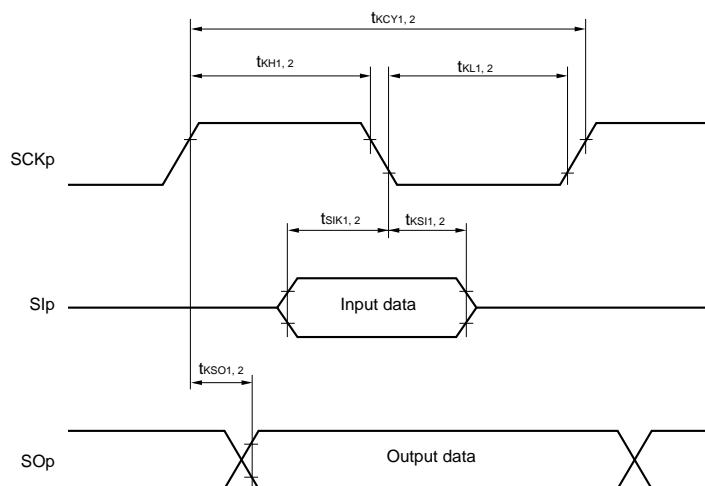 tKCY1, 2
tKH1, 2
tKL1, 2
SCKp
tSIK1, 2
tKSI1, 2
SIp
Input data
tKSO1, 2
SOp
Output data